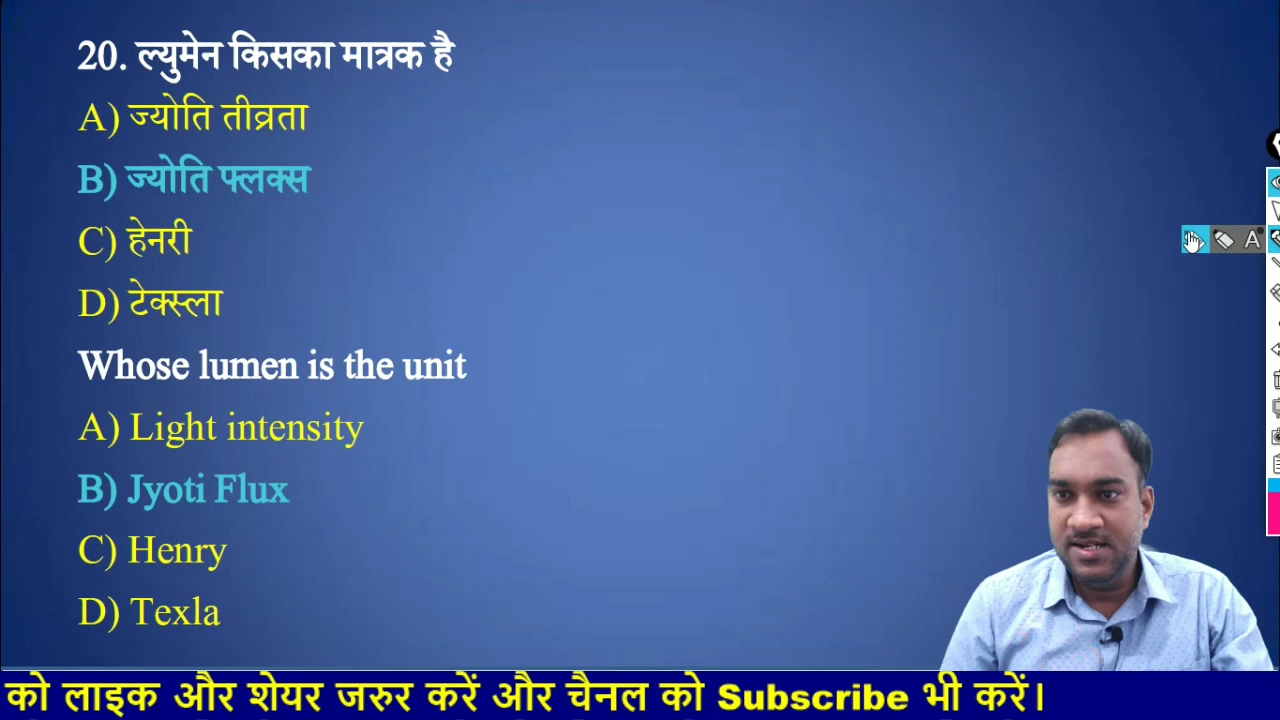 20. ल्युमेन किसका मात्रक है
A) ज्योति तीव्रता
B) ज्योति फ्लक्स
C) हेनरी
D) टेक्स्ला
Whose lumen is the unit
A) Light intensity
B) Jyoti Flux
C) Henry
D) Texla
को लाइक और शेयर जरुर करें और चैनल को Subscribe भी करें।